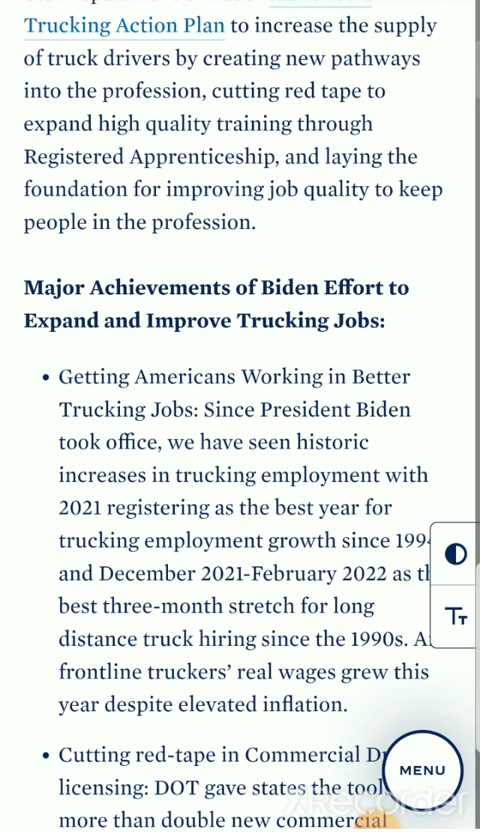 Trucking Action Plan to increase the supply
of truck drivers by creating new pathways
into the profession, cutting red tape to
expand high quality training through
Registered Apprenticeship, and laying the
foundation for improving job quality to keep
people in the profession.
Major Achievements of Biden Effort to
Expand and Improve Trucking Jobs:
• Getting Americans Working in Better
Trucking Jobs: Since President Biden
took office, we have seen historic
increases in trucking employment with
2021 registering as the best year for
trucking employment growth since 199
and December 2021-February 2022 as
best three-month stretch for long
distance truck hiring since the 1990s.
frontline truckers’ real wages grew this
year despite elevated inflation.
• Cutting red-tape in Commercial
licensing: DOT gave states the
more than double new commercial
TT
MENU
XRecorder